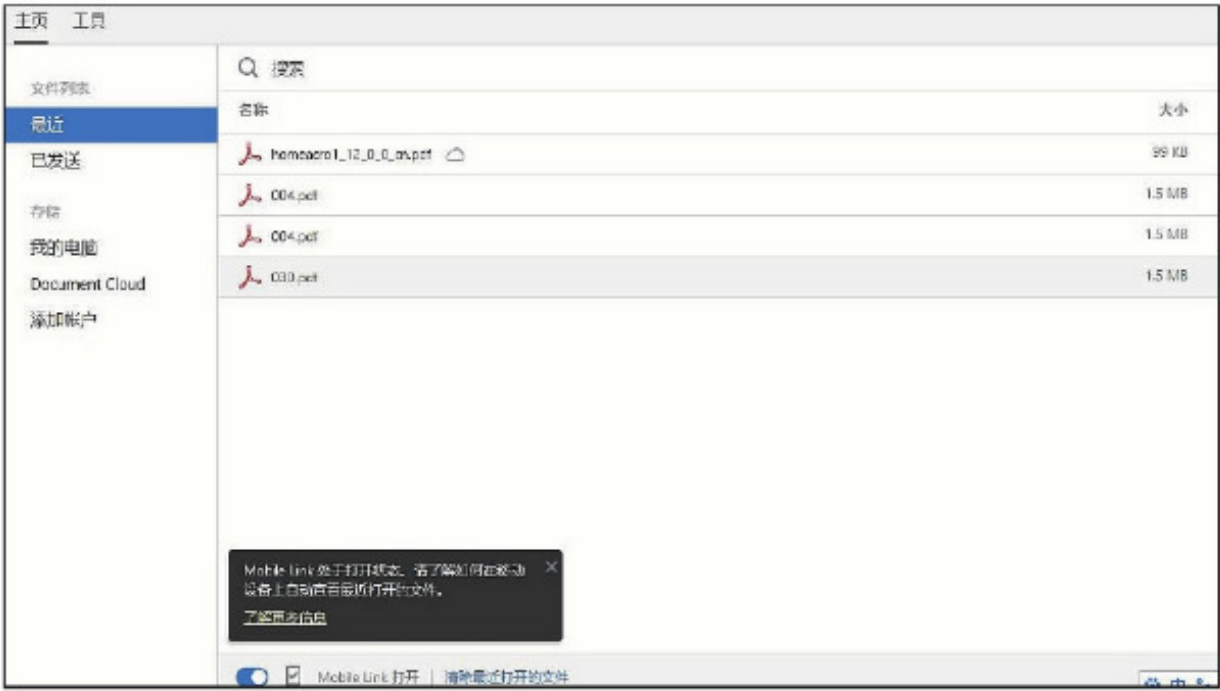 主页 工具
文件列表
最近
已发送
存储
我的电脑
Document Cloud
添加帐户
搜索
名称 大小
homeacro1_12_0_0_cn.pdf 99 KB
004.pdf 1.5 MB
004.pdf 1.5 MB
030.pdf 1.5 MB
Mobile Link 处于打开状态。请了解如何在移动
设备上自动查看最近打开的文件。
了解更多信息
Mobile Link 打开 | 清除最近打开的文件
中